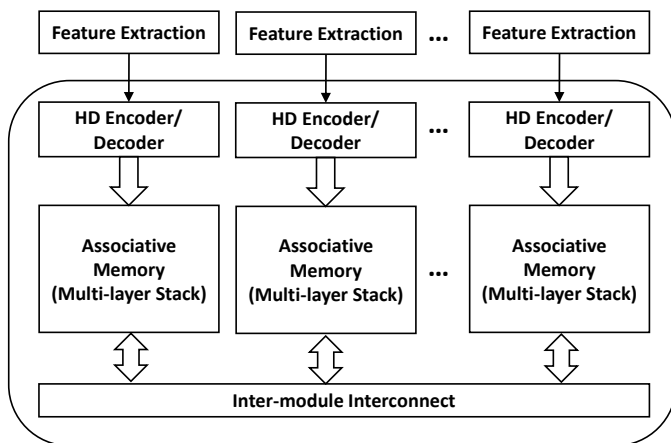 Feature Extraction
Feature Extraction
...
Feature Extraction
HD Encoder/
Decoder
HD Encoder/
Decoder
...
HD Encoder/
Decoder
Associative
Memory
(Multi-layer Stack)
Associative
Memory
(Multi-layer Stack)
...
Associative
Memory
(Multi-layer Stack)
Inter-module Interconnect